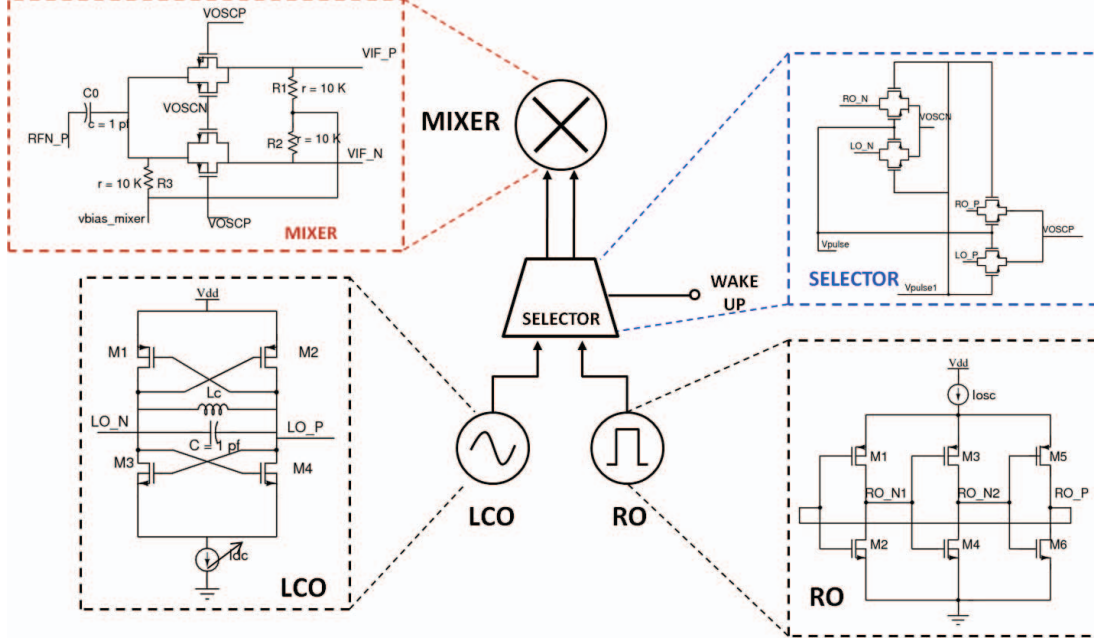 VOSCP
VIF_P
R1
r = 10 K
C0
c = 1 pf
RFN_P
VOSCN
R2
r = 10 K
VIF_N
r = 10 K
R3
vbias_mixer
VOSCP
MIXER
MIXER
RO_N
VOSCN
LO_N
RO_P
VOSCP
Vpulse
LO_P
SELECTOR
Vpulse1
WAKE
UP
SELECTOR
Vdd
M1
M2
Lc
LO_N
LO_P
C = 1 pf
M3
M4
Idc
LCO
LCO
RO
Vdd
Iosc
M1
M3
M5
RO_N1
RO_N2
RO_P
M2
M4
M6
RO